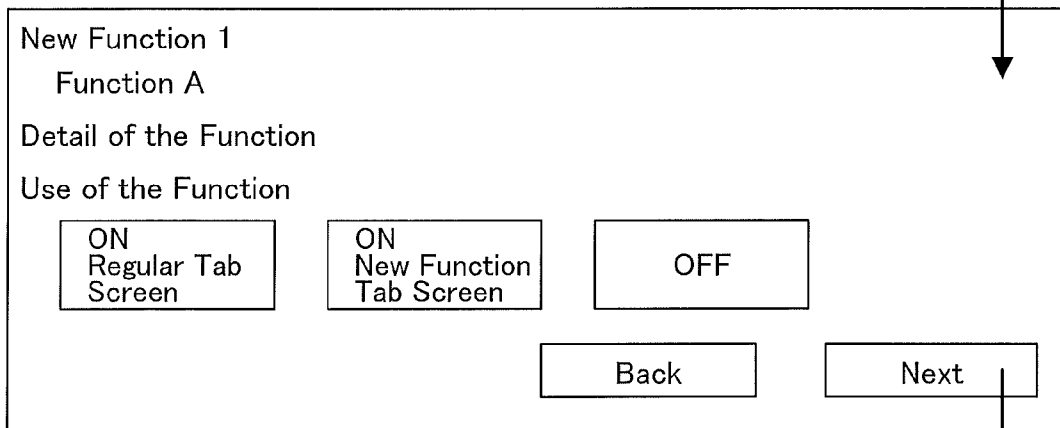 New Function 1
Function A
Detail of the Function
Use of the Function
ON
Regular Tab
Screen
ON
New Function
Tab Screen
OFF
Back
Next